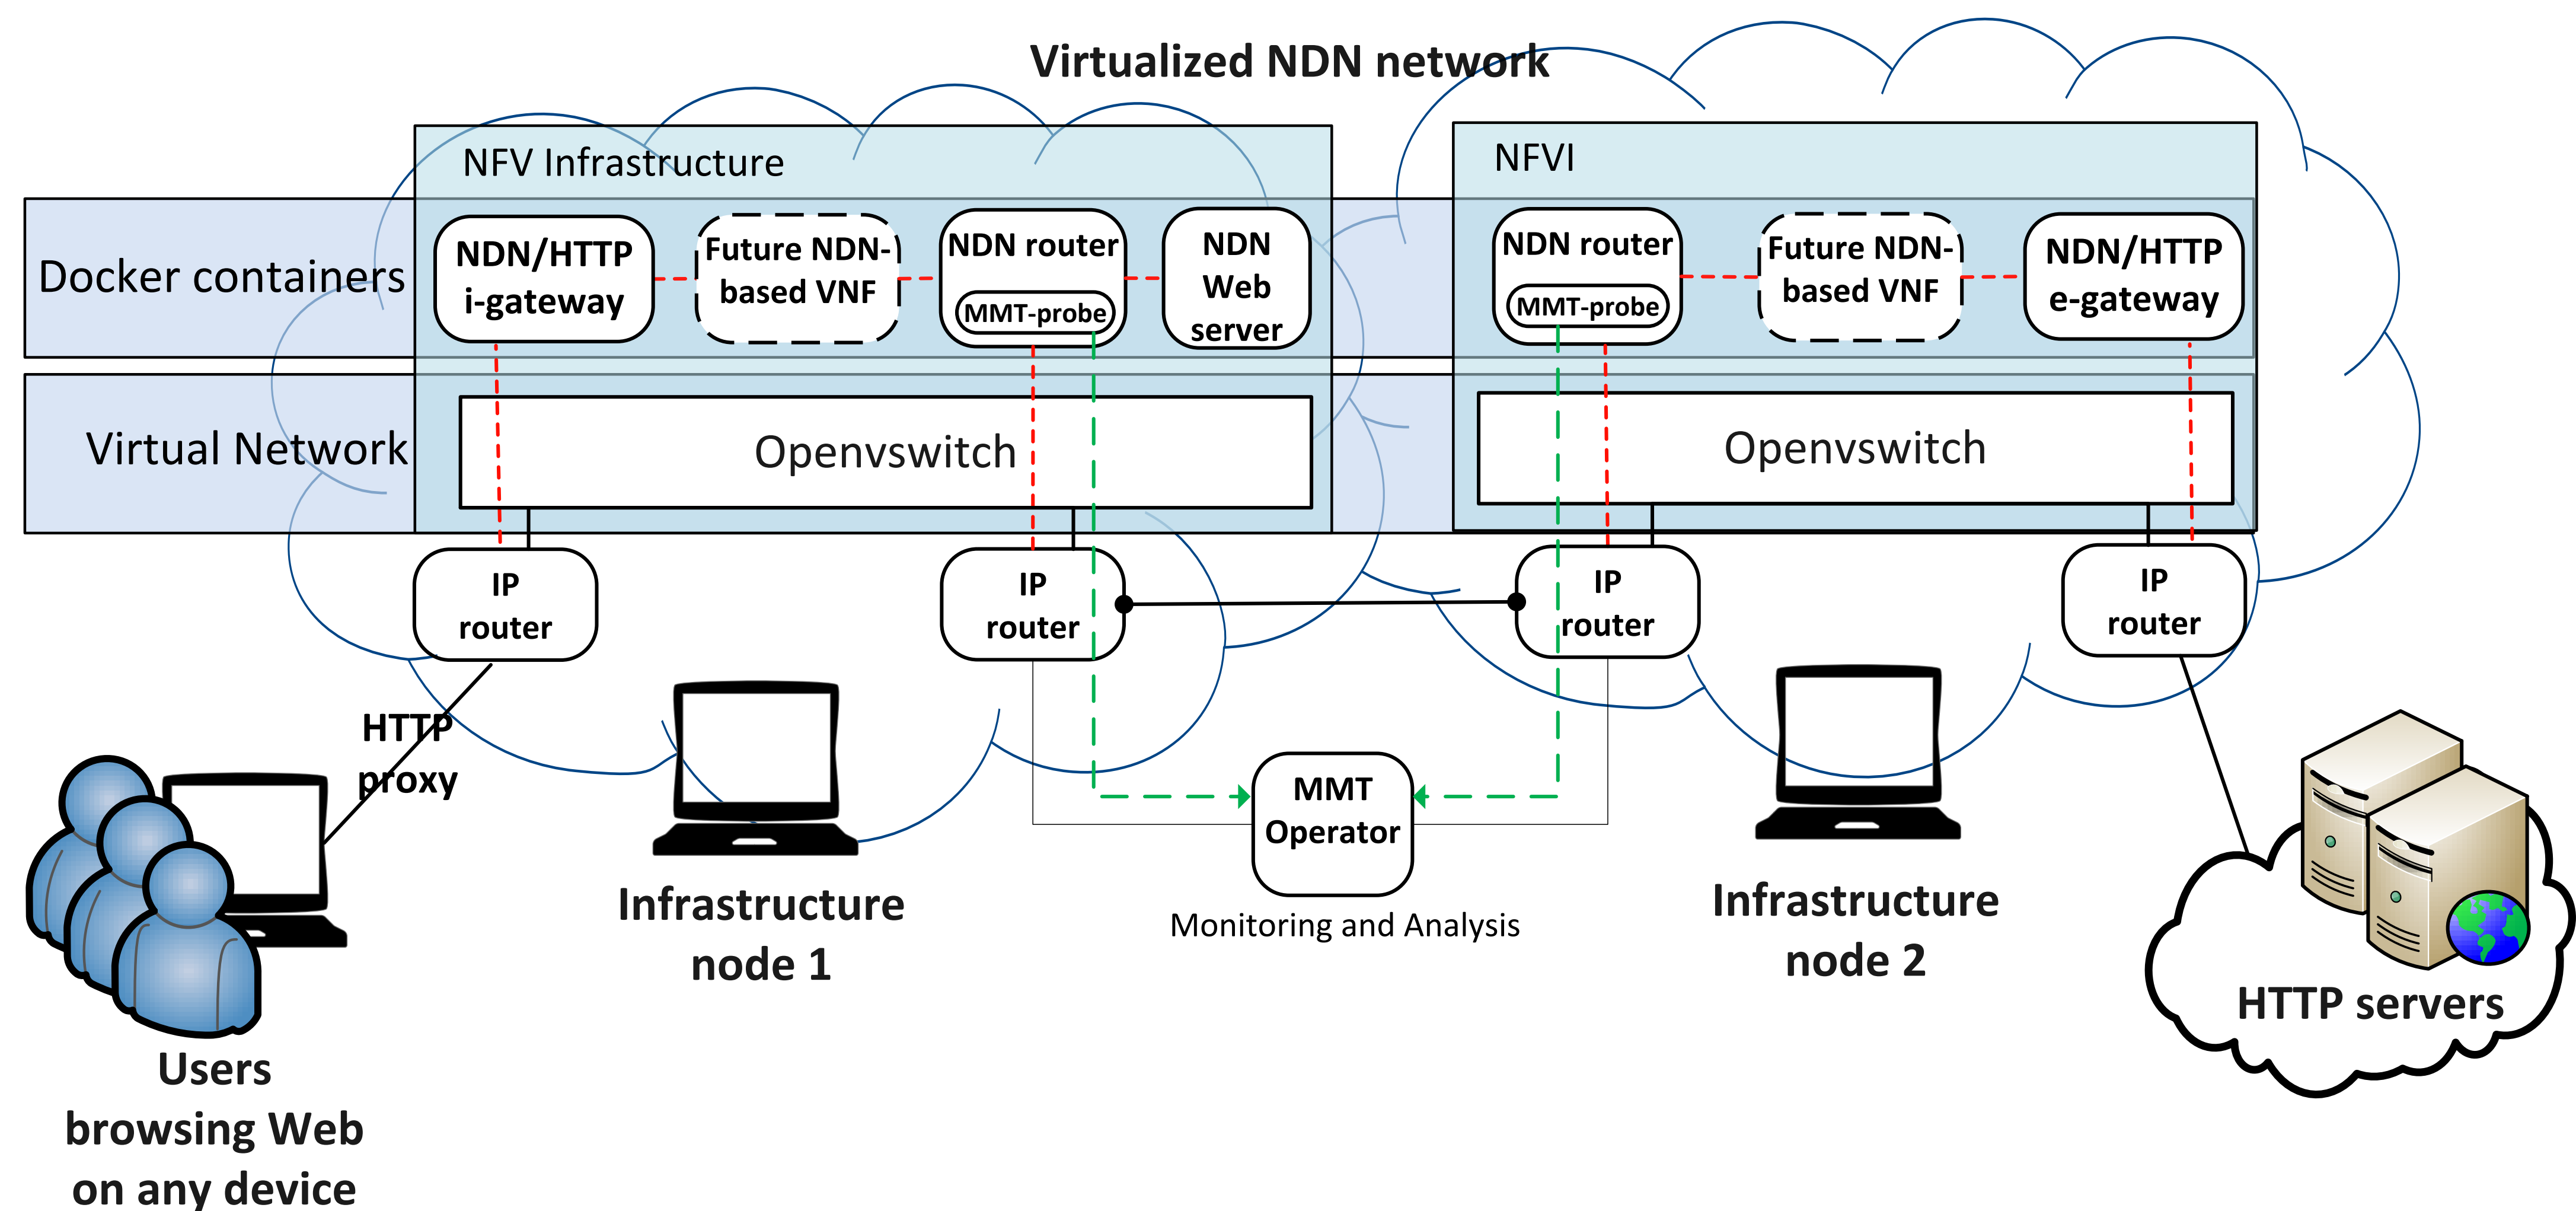 Virtualized NDN network
NFV Infrastructure
NFVI
Docker containers
NDN/HTTP
i-gateway
Future NDN-
based VNF
NDN router
MMT-probe
NDN
Web
server
NDN router
MMT-probe
Future NDN-
based VNF
NDN/HTTP
e-gateway
Virtual Network
Openvswitch
Openvswitch
IP
router
IP
router
IP
router
IP
router
HTTP
proxy
MMT
Operator
Monitoring and Analysis
Infrastructure
node 1
Infrastructure
node 2
HTTP servers
Users
browsing Web
on any device